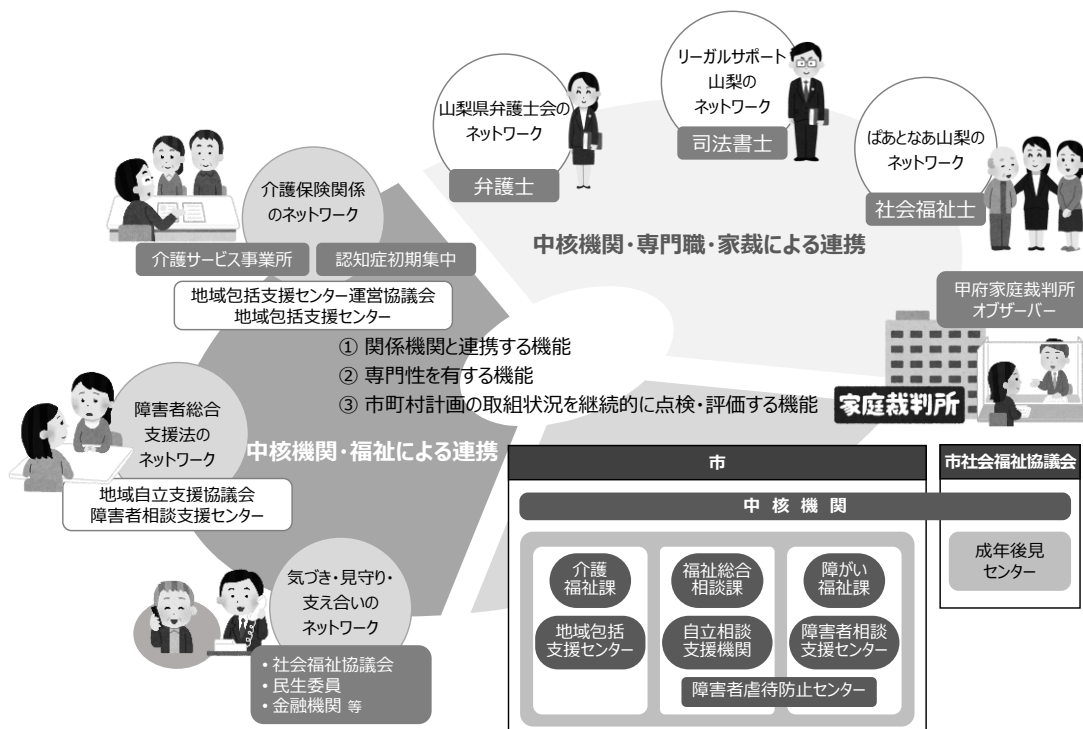 リーガルサポート
山梨の
ネットワーク
司法書士
山梨県弁護士会の
ネットワーク
弁護士
ぱあとなあ山梨の
ネットワーク
社会福祉士
介護保険関係
のネットワーク
介護サービス事業所
認知症初期集中
地域包括支援センター運営協議会
地域包括支援センター
中核機関・専門職・家裁による連携
甲府家庭裁判所
オブザーバー
家庭裁判所
① 関係機関と連携する機能
② 専門性を有する機能
③ 市町村計画の取組状況を継続的に点検・評価する機能
障害者総合
支援法の
ネットワーク
地域自立支援協議会
障害者相談支援センター
中核機関・福祉による連携
気づき・見守り・
支え合いの
ネットワーク
・社会福祉協議会
・民生委員
・金融機関 等
市
市社会福祉協議会
中核機関
介護
福祉課
福祉総合
相談課
障がい
福祉課
成年後見
センター
地域包括
支援センター
自立相談
支援機関
障害者相談
支援センター
障害者虐待防止センター